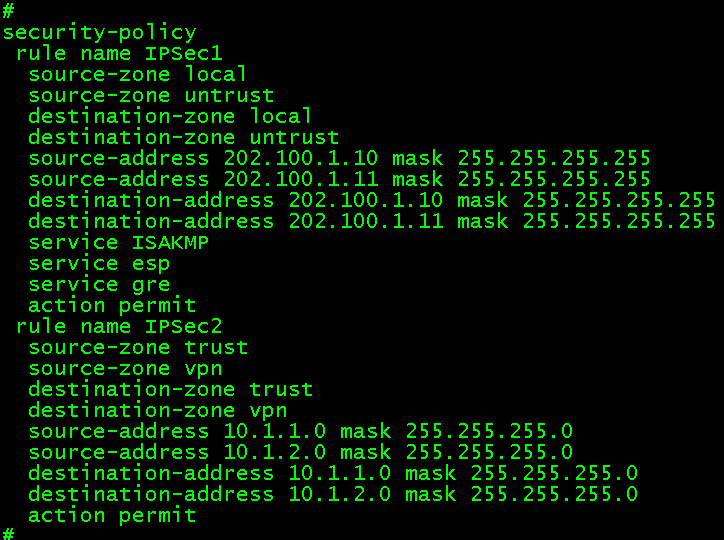 #
security-policy
rule name IPSec1
source-zone local
source-zone untrust
destination-zone local
destination-zone untrust
source-address 202.100.1.10 mask 255.255.255.255
source-address 202.100.1.11 mask 255.255.255.255
destination-address 202.100.1.10 mask 255.255.255.255
destination-address 202.100.1.11 mask 255.255.255.255
service ISAKMP
service esp
service gre
action permit
rule name IPSec2
source-zone trust
source-zone vpn
destination-zone trust
destination-zone vpn
source-address 10.1.1.0 mask 255.255.255.0
source-address 10.1.2.0 mask 255.255.255.0
destination-address 10.1.1.0 mask 255.255.255.0
destination-address 10.1.2.0 mask 255.255.255.0
action permit
#